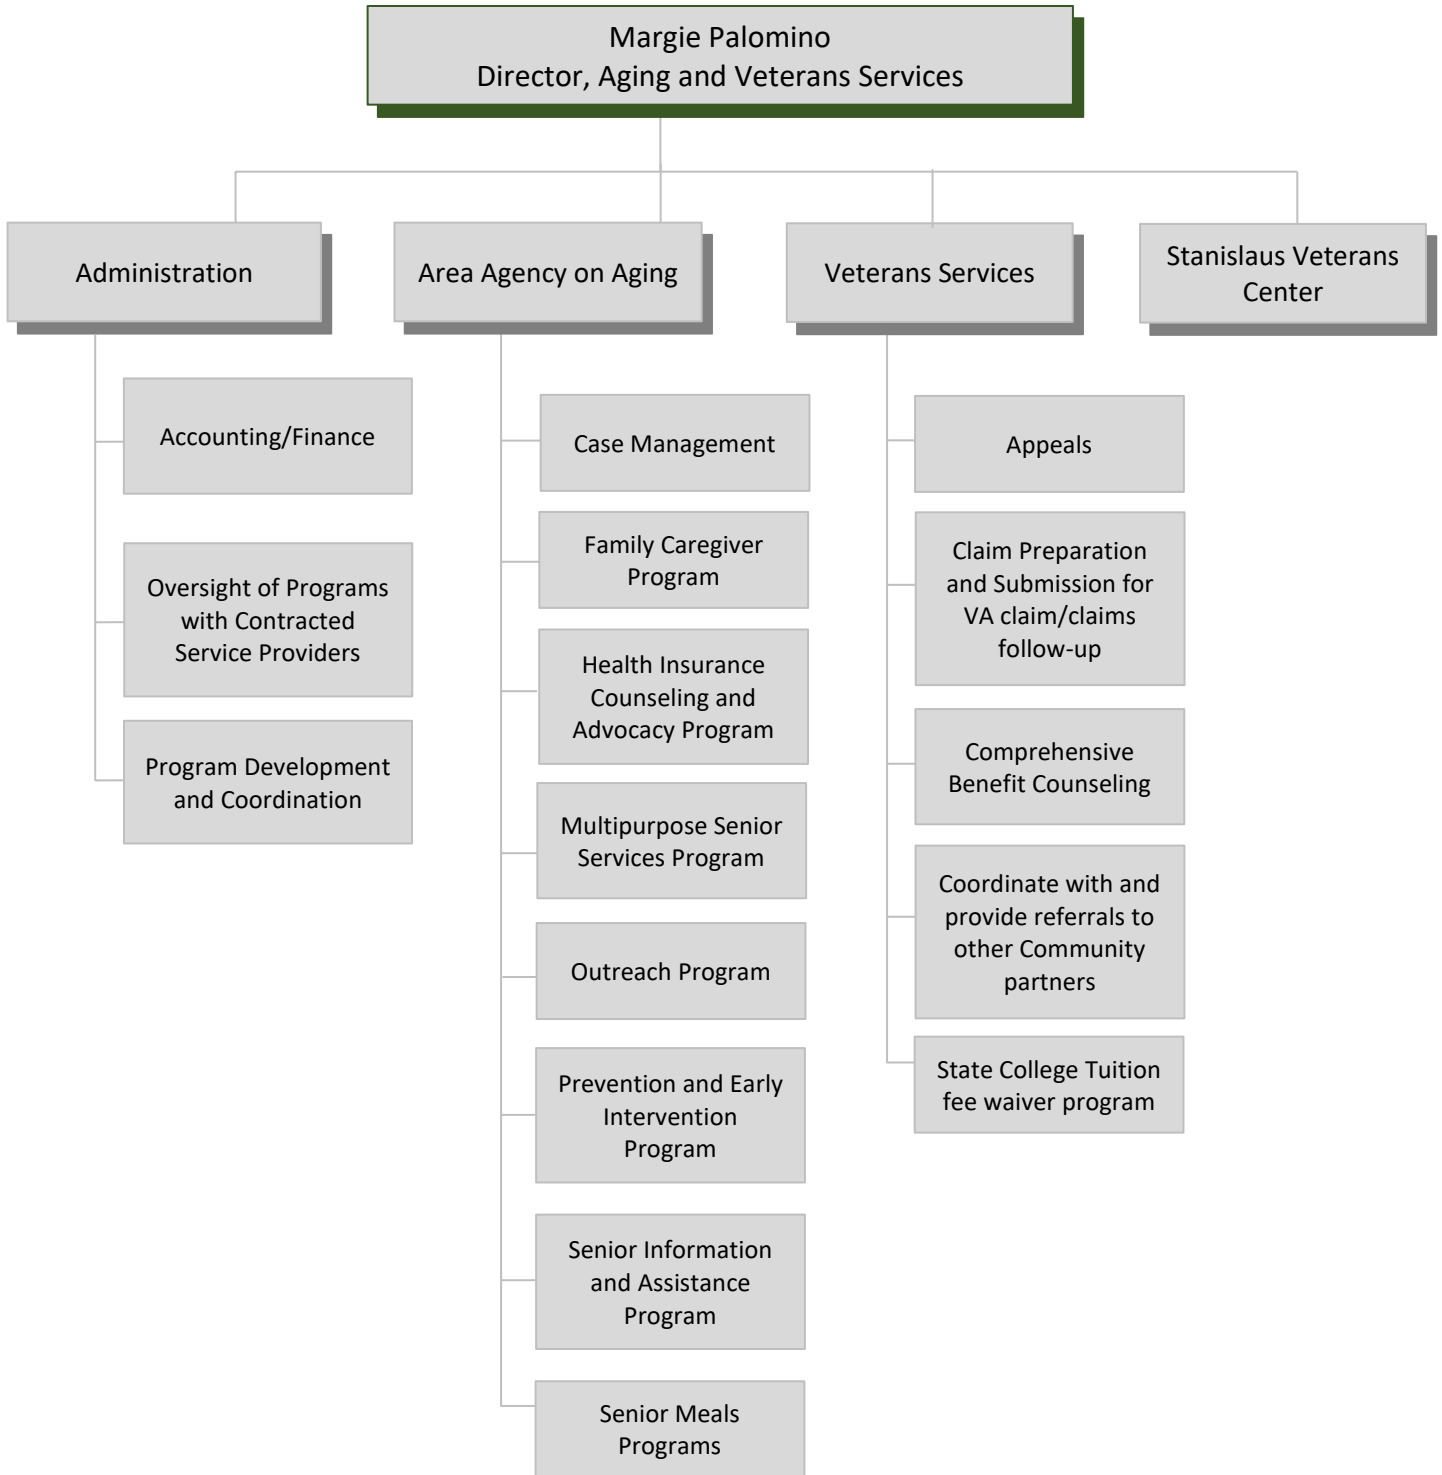 Margie Palomino
Director, Aging and Veterans Services
Administration
Area Agency on Aging
Veterans Services
Stanislaus Veterans
Center
Accounting/Finance
Oversight of Programs
with Contracted
Service Providers
Program Development
and Coordination
Case Management
Family Caregiver
Program
Health Insurance
Counseling and
Advocacy Program
Multipurpose Senior
Services Program
Outreach Program
Prevention and Early
Intervention
Program
Senior Information
and Assistance
Program
Senior Meals
Programs
Appeals
Claim Preparation
and Submission for
VA claim/claims
follow-up
Comprehensive
Benefit Counseling
Coordinate with and
provide referrals to
other Community
partners
State College Tuition
fee waiver program